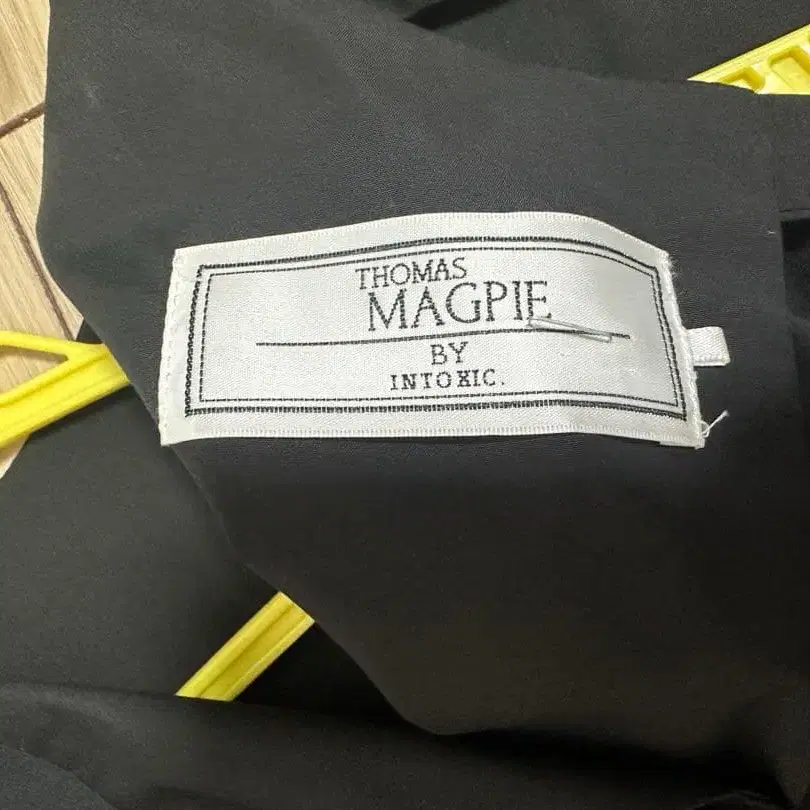 THOMAS
MAGPIE
BY
INTOXIC.